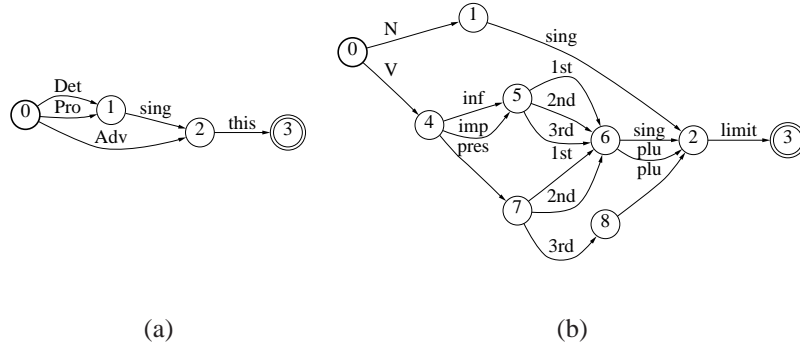 0
Det
Pro
1
sing
Adv
2
this
3
(a)
0
N
V
1
sing
4
inf
imp
pres
5
1st
2nd
3rd
6
sing
plu
plu
2
limit
3
7
1st
2nd
3rd
8
(b)